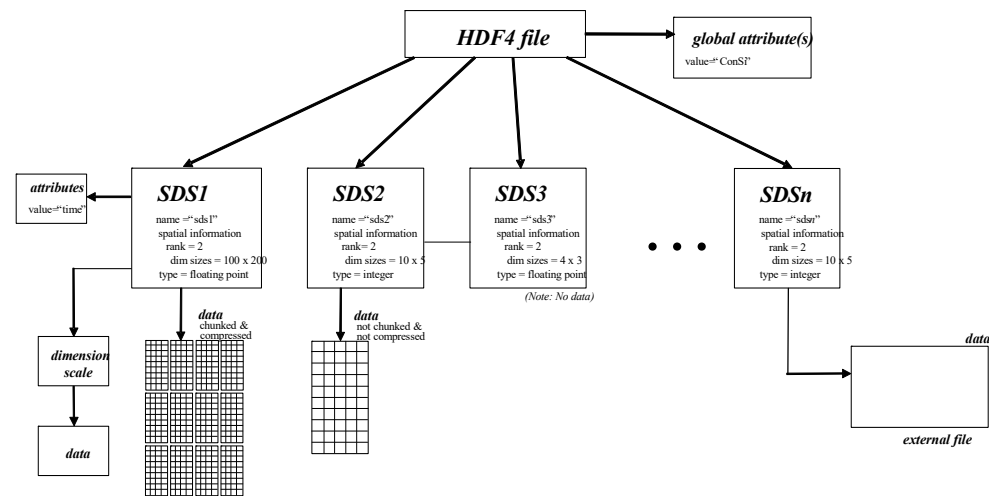 HDF4 file
global attribute(s)
value="ConSi"
attributes
value="time"
SDS1
name ="sds1"
spatial information
rank = 2
dim sizes = 100 x 200
type = floating point
SDS2
name ="sds2"
spatial information
rank= 2
dim sizes = 10 x 5
type = integer
SDS3
name ="sds3"
spatial information
rank = 2
dim sizes = 4 x 3
type = floating point
(Note: No data)
• • •
SDSn
name ="sdsn"
spatial information
rank = 2
dim sizes = 10 x 5
type = integer
data
chunked &
compressed
data
not chunked &
not compressed
dimension
scale
data
data
external file